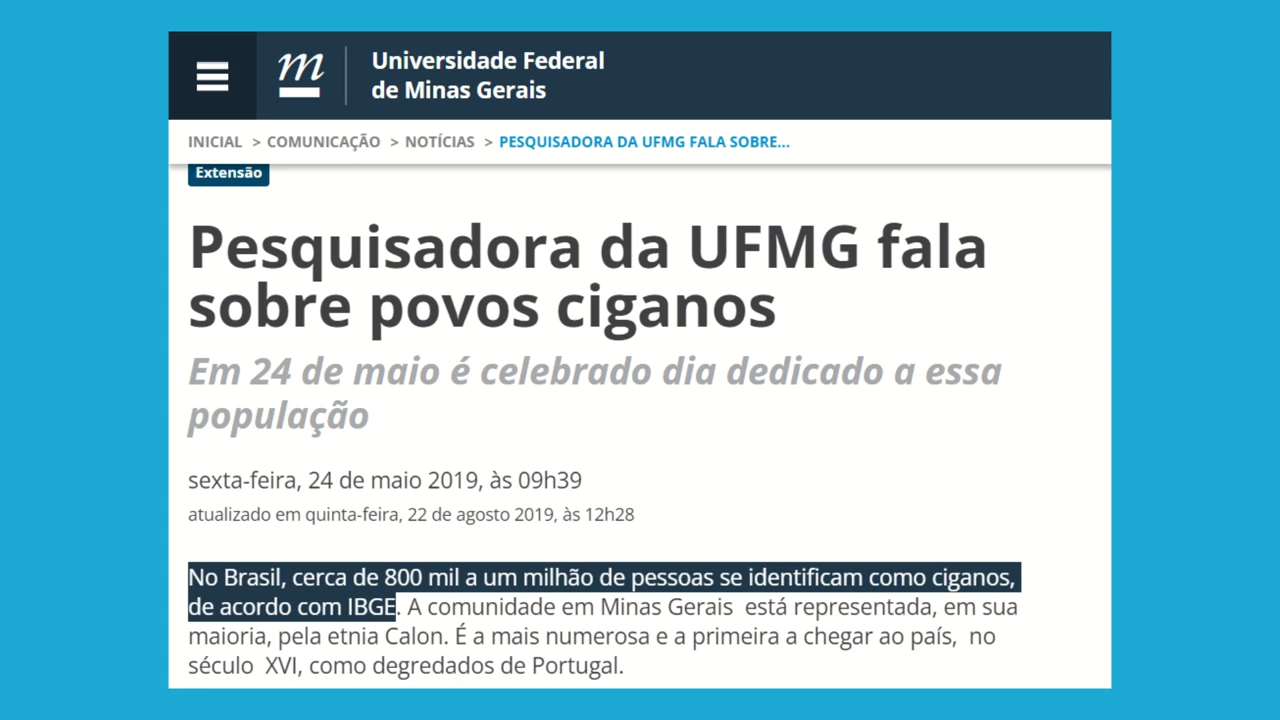 m
Universidade Federal
de Minas Gerais
INICIAL > COMUNICAÇÃO > NOTÍCIAS > PESQUISADORA DA UFMG FALA SOBRE...
Extensão
Pesquisadora da UFMG fala
sobre povos ciganos
Em 24 de maio é celebrado dia dedicado a essa
população
sexta-feira, 24 de maio 2019, às 09h39
atualizado em quinta-feira, 22 de agosto 2019, às 12h28
No Brasil, cerca de 800 mil a um milhão de pessoas se identificam como ciganos,
de acordo com IBGE. A comunidade em Minas Gerais está representada, em sua
maioria, pela etnia Calon. É a mais numerosa e a primeira a chegar ao país, no
século XVI, como degredados de Portugal.